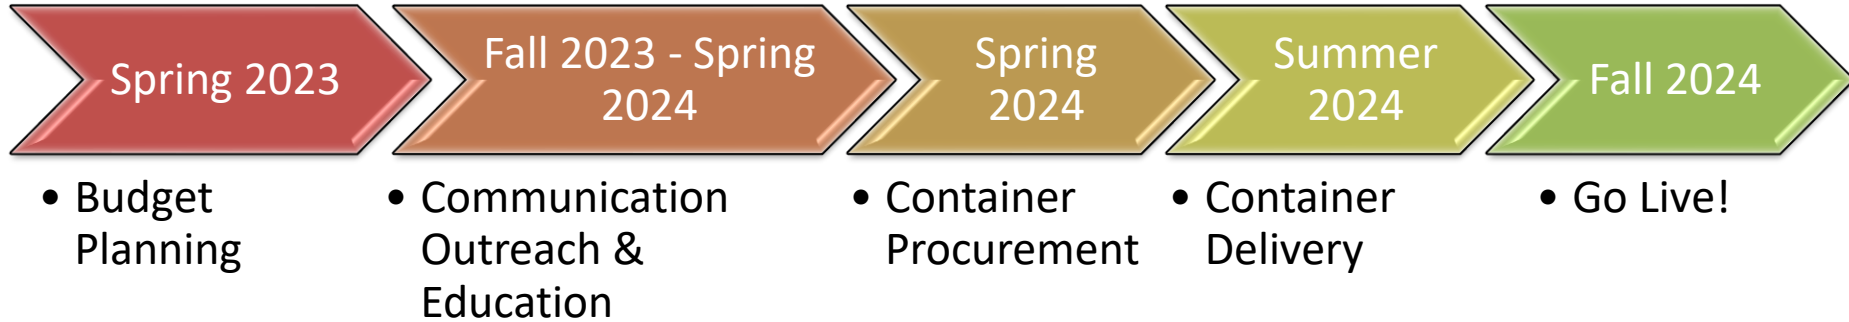 Spring 2023
Fall 2023 - Spring
2024
Spring
2024
Summer
2024
Fall 2024
• Budget
Planning
• Communication
Outreach &
Education
• Container
Procurement
• Container
Delivery
• Go Live!